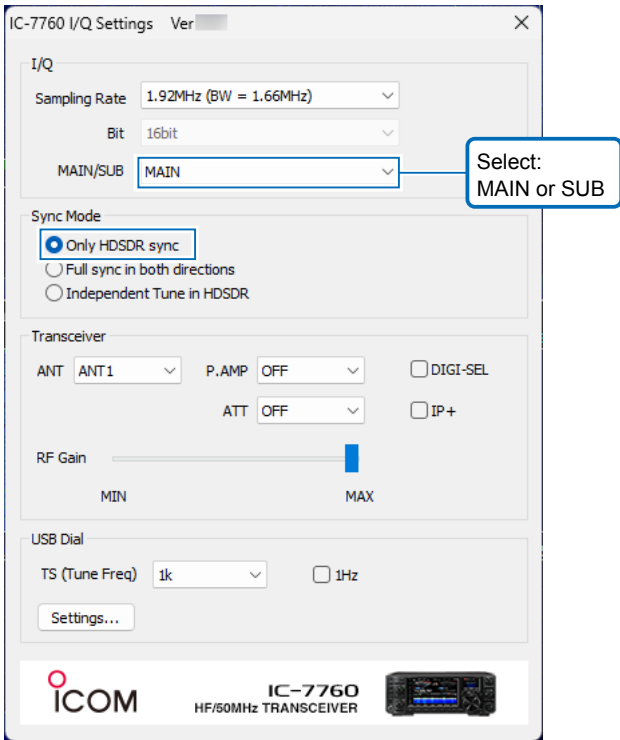 IC-7760 I/Q Settings Ver
I/Q
Sampling Rate 1.92MHz (BW = 1.66MHz)
Bit 16bit
MAIN/SUB MAIN
Select:
MAIN or SUB
Sync Mode
Only HDSDR sync
Full sync in both directions
Independent Tune in HDSDR
Transceiver
ANT ANT1 P.AMP OFF DIGI-SEL
ATT OFF IP+
RF Gain
MIN MAX
USB Dial
TS (Tune Freq) 1k 1Hz
Settings...
ICOM IC-7760
HF/50MHz TRANSCEIVER